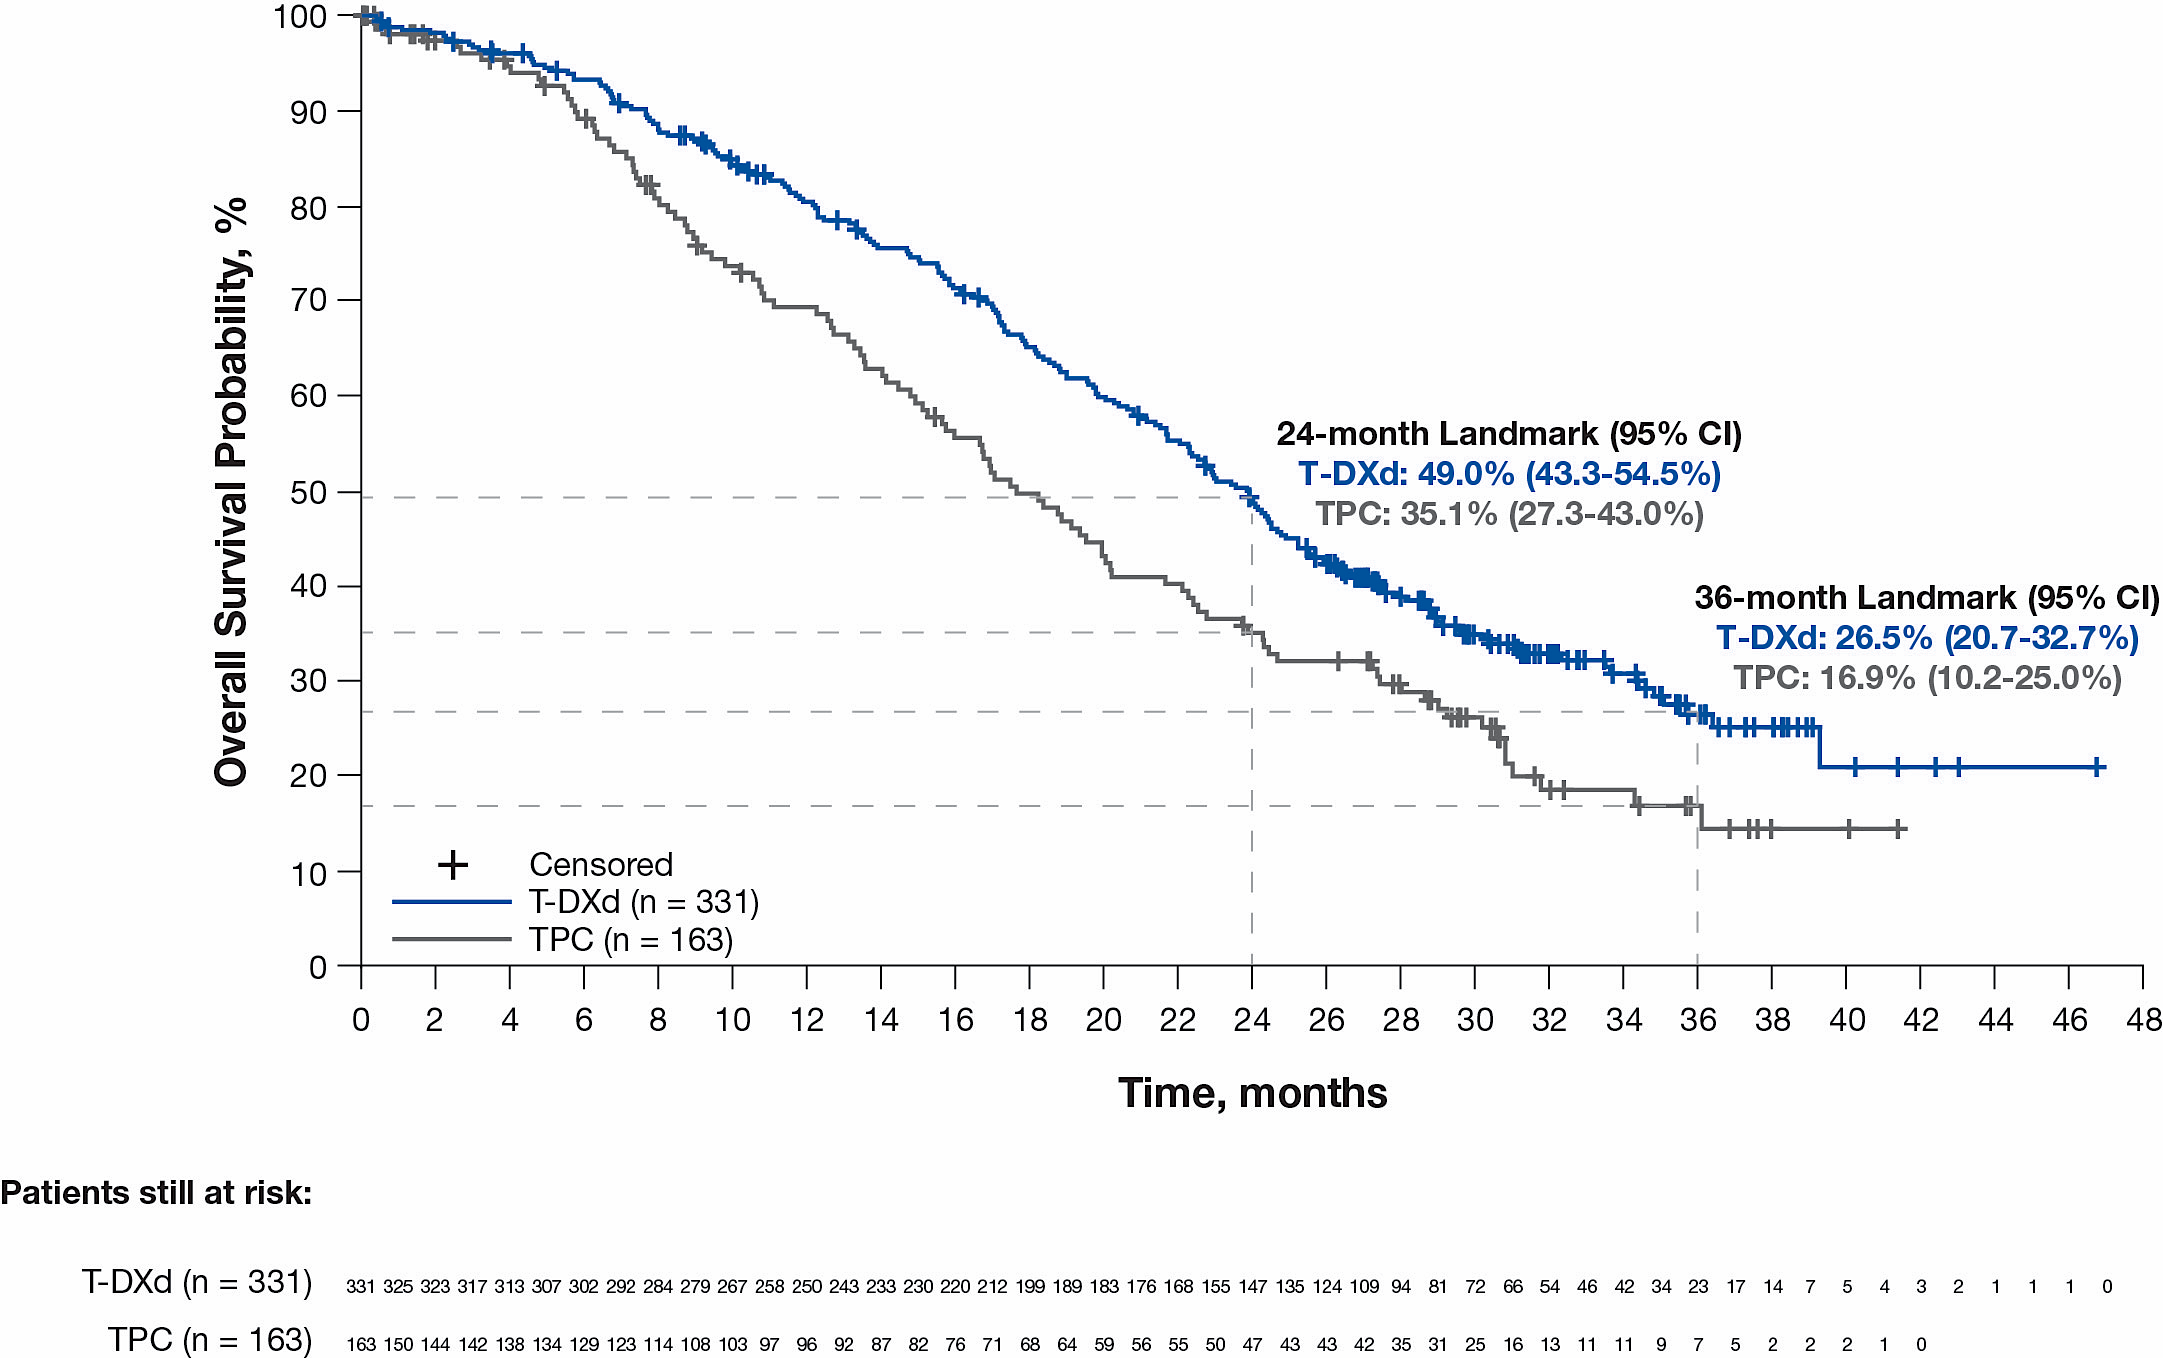 Overall Survival Probability, %
100
90
80
70
60
50
40
30
20
10
0
24-month Landmark (95% CI)
T-DXd: 49.0% (43.3-54.5%)
TPC: 35.1% (27.3-43.0%)
36-month Landmark (95% CI)
T-DXd: 26.5% (20.7-32.7%)
TPC: 16.9% (10.2-25.0%)
Censored
T-DXd (n = 331)
TPC (n = 163)
0 2 4 6 8 10 12 14 16 18 20 22 24 26 28 30 32 34 36 38 40 42 44 46 48
Time, months
Patients still at risk:
T-DXd (n = 331) 331 325 323 317 313 307 302 292 284 279 267 258 250 243 233 230 220 212 199 189 183 176 168 155 147 135 124 109 94 81 72 66 54 46 42 34 23 17 14 7 5 4 3 2 1 1 1 0
TPC (n = 163) 163 150 144 142 138 134 129 123 114 108 103 97 96 92 87 82 76 71 68 64 59 56 55 50 47 43 43 42 35 31 25 16 13 11 11 9 7 5 2 2 2 1 0